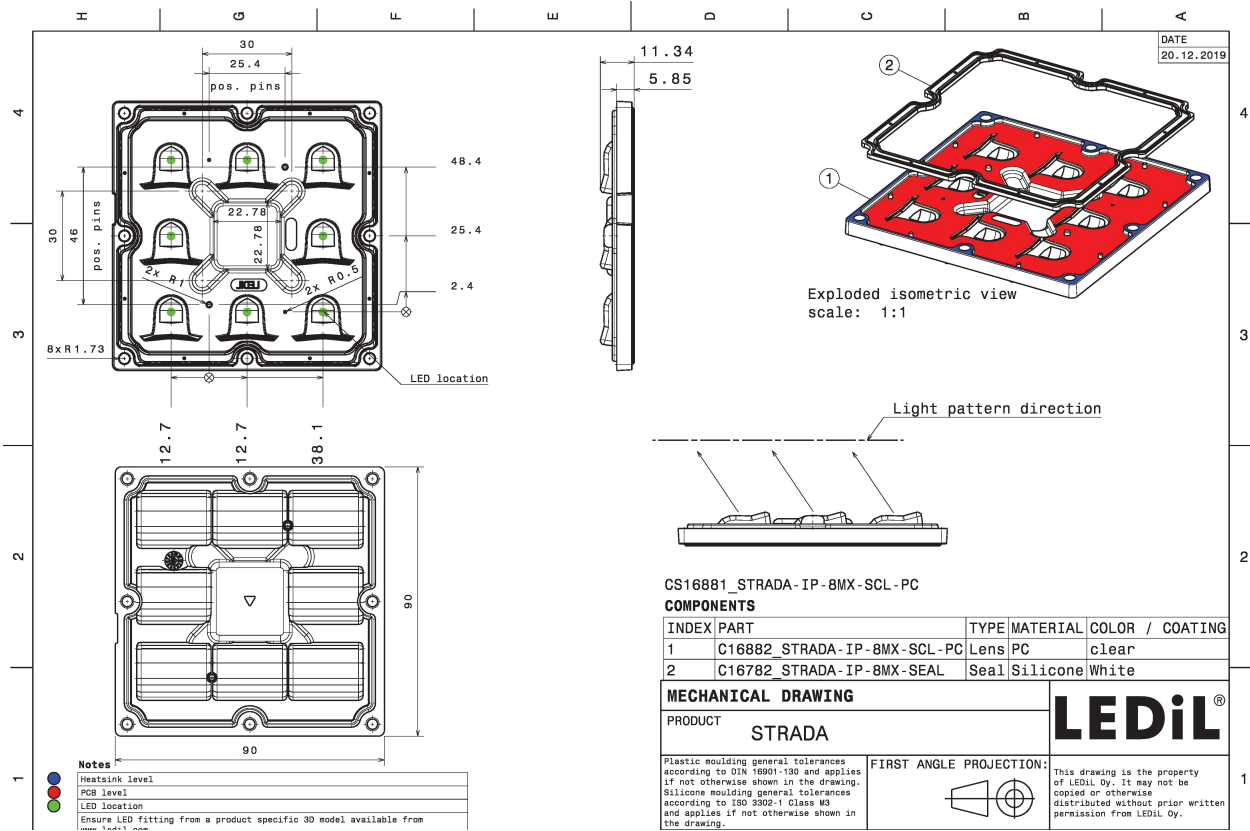 H G F E D C B A
DATE
20.12.2019
4
4
3
3
2
2
1
1
30
25.4
pos. pins
11.34
5.85
48.4
25.4
2.4
30
46
pos. pins
22.78
22.78
2x R1
2x R0.5
LEDiL
8xR1.73
LED location
12.7
12.7
38.1
2
1
Exploded isometric view
scale: 1:1
Light pattern direction
90
90
CS16881_STRADA-IP-8MX-SCL-PC
COMPONENTS
INDEX PART TYPE MATERIAL COLOR / COATING
1 C16882_STRADA-IP-8MX-SCL-PC Lens PC clear
2 C16782_STRADA-IP-8MX-SEAL Seal Silicone White
MECHANICAL DRAWING
PRODUCT
STRADA
LEDiL®
Plastic moulding general tolerances
according to DIN 16901-130 and applies
if not otherwise shown in the drawing.
Silicone moulding general tolerances
according to ISO 3302-1 Class M3
and applies if not otherwise shown in
the drawing.
FIRST ANGLE PROJECTION:
This drawing is the property
of LEDiL Oy. It may not be
copied or otherwise
distributed without prior written
permission from LEDiL Oy.
Notes
Heatsink level
PCB level
LED location
Ensure LED fitting from a product specific 3D model available from
www.ledil.com